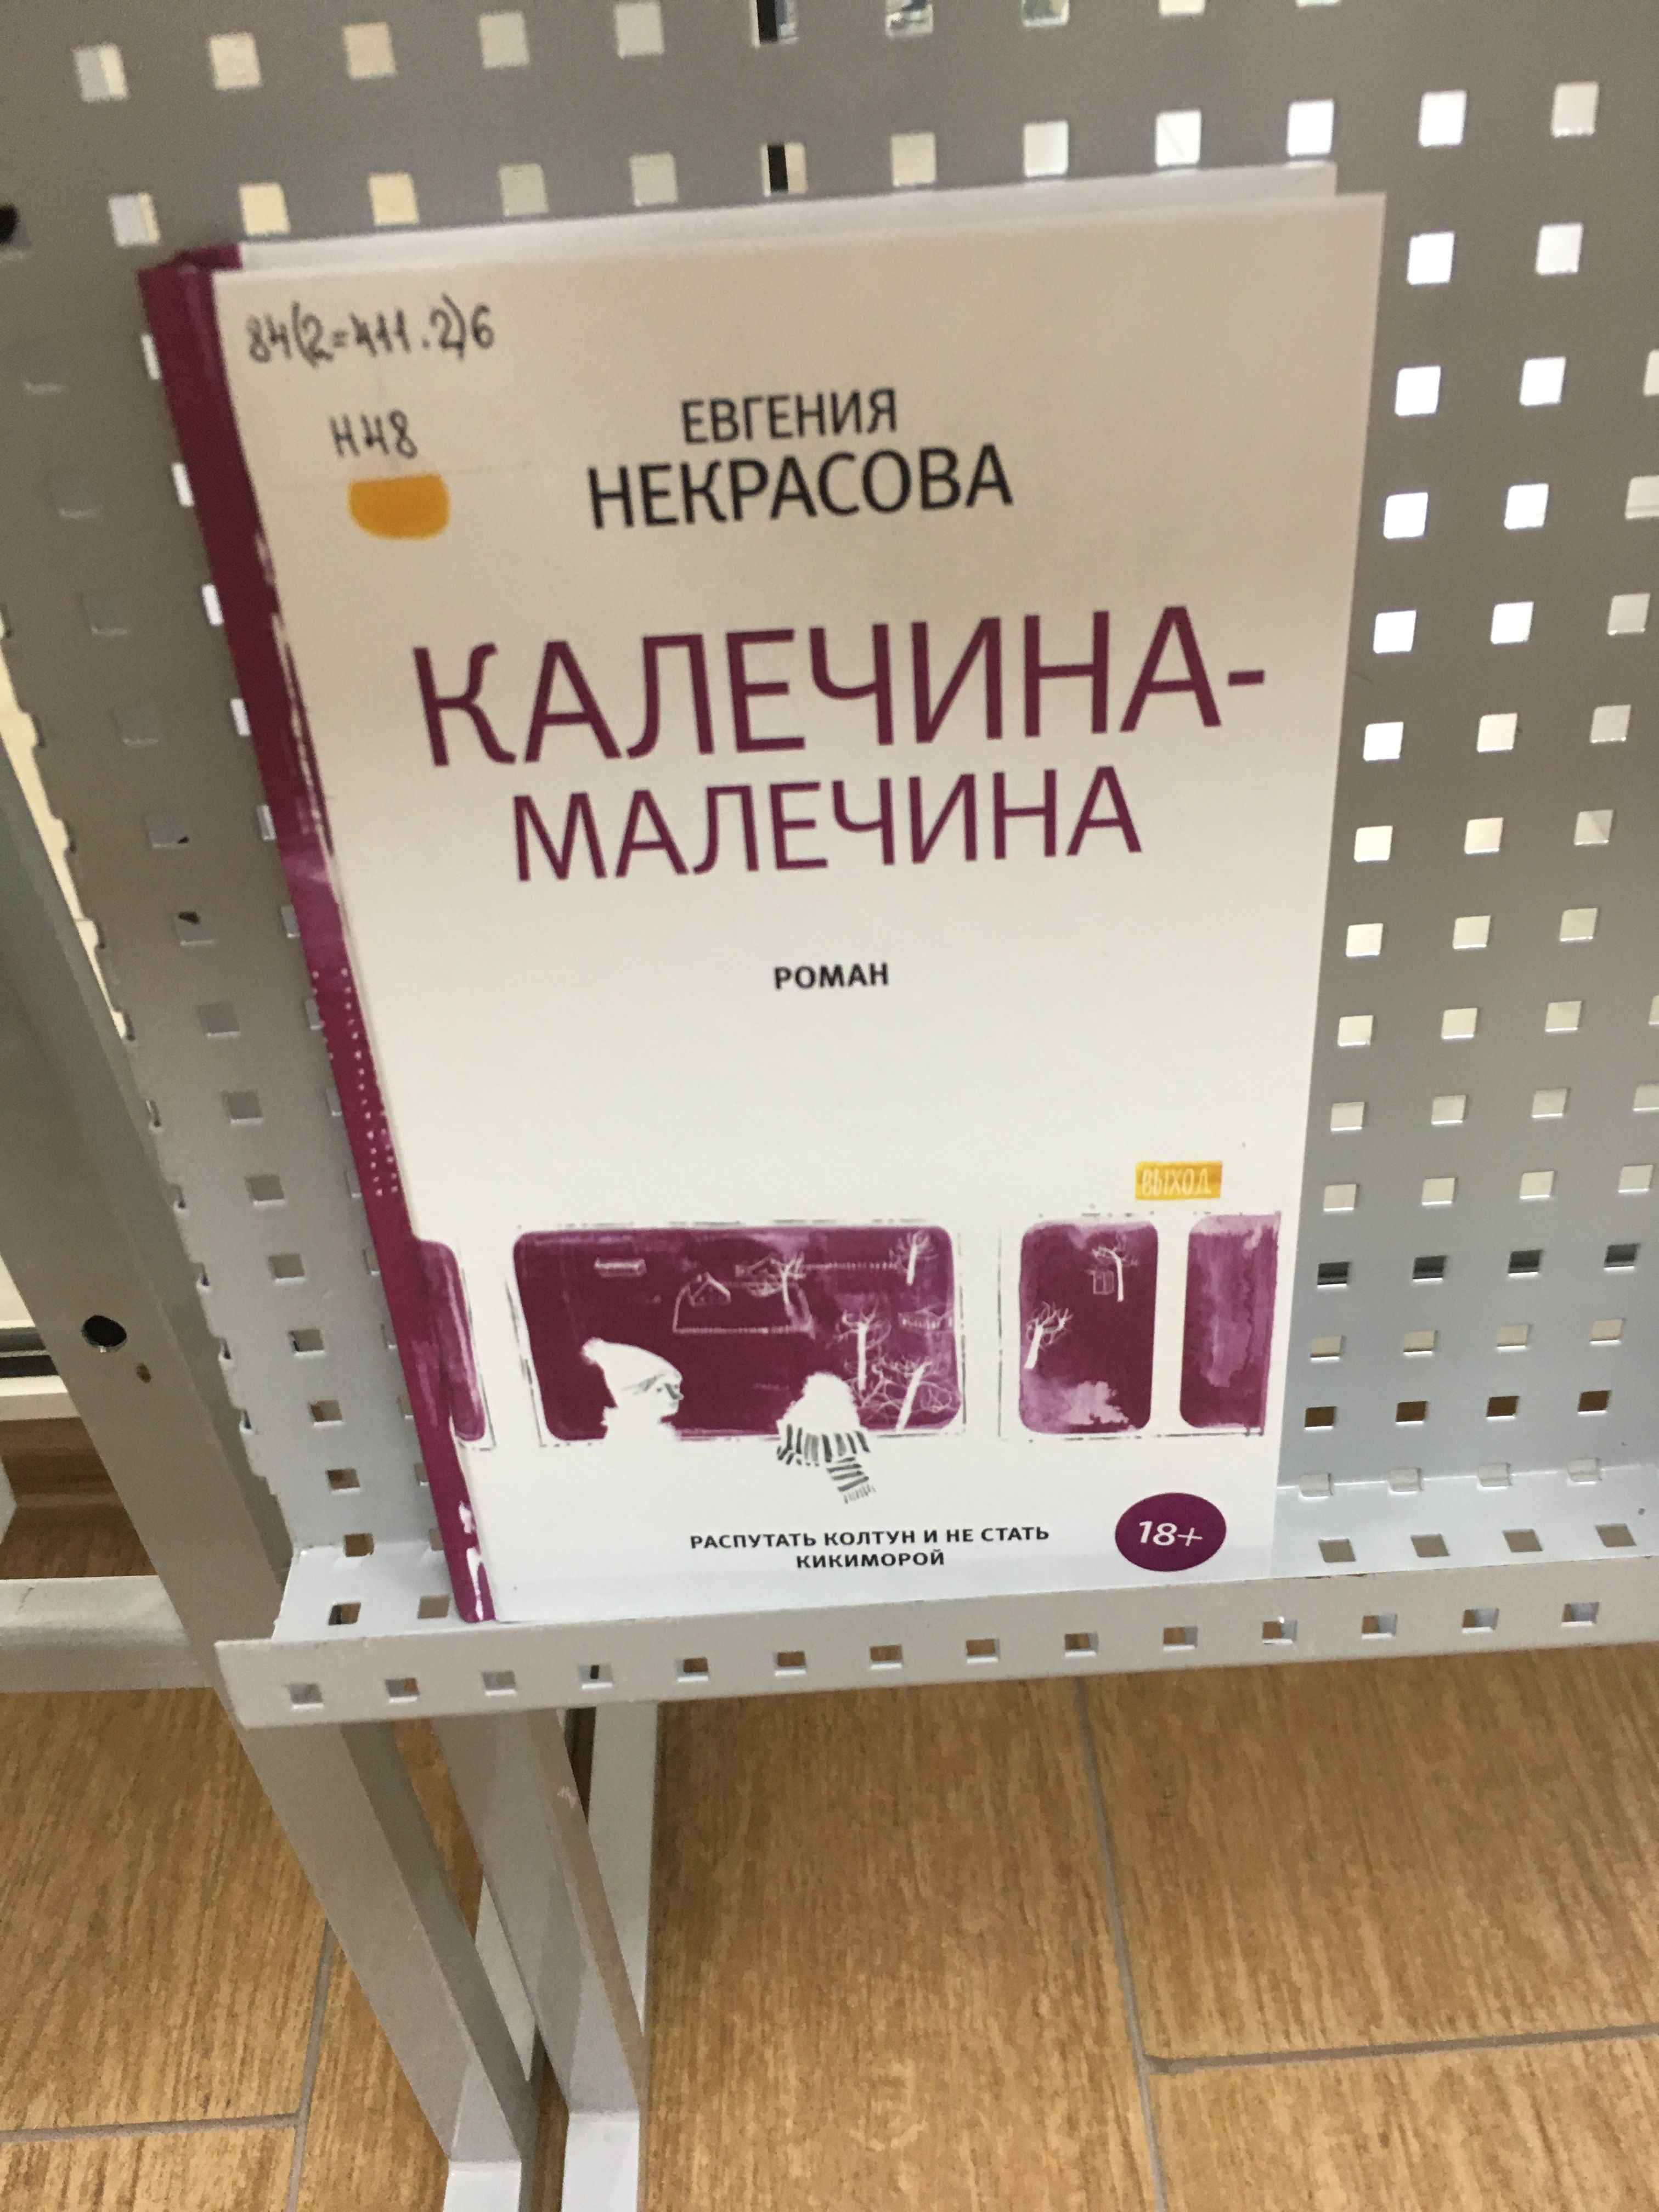 84(2=411.2)6
Н48
ЕВГЕНИЯ
НЕКРАСОВА
КАЛЕЧИНА-
МАЛЕЧИНА
РОМАН
ВЫХОД
РАСПУТАТЬ КОЛТУН И НЕ СТАТЬ
КИКИМОРОЙ
18+